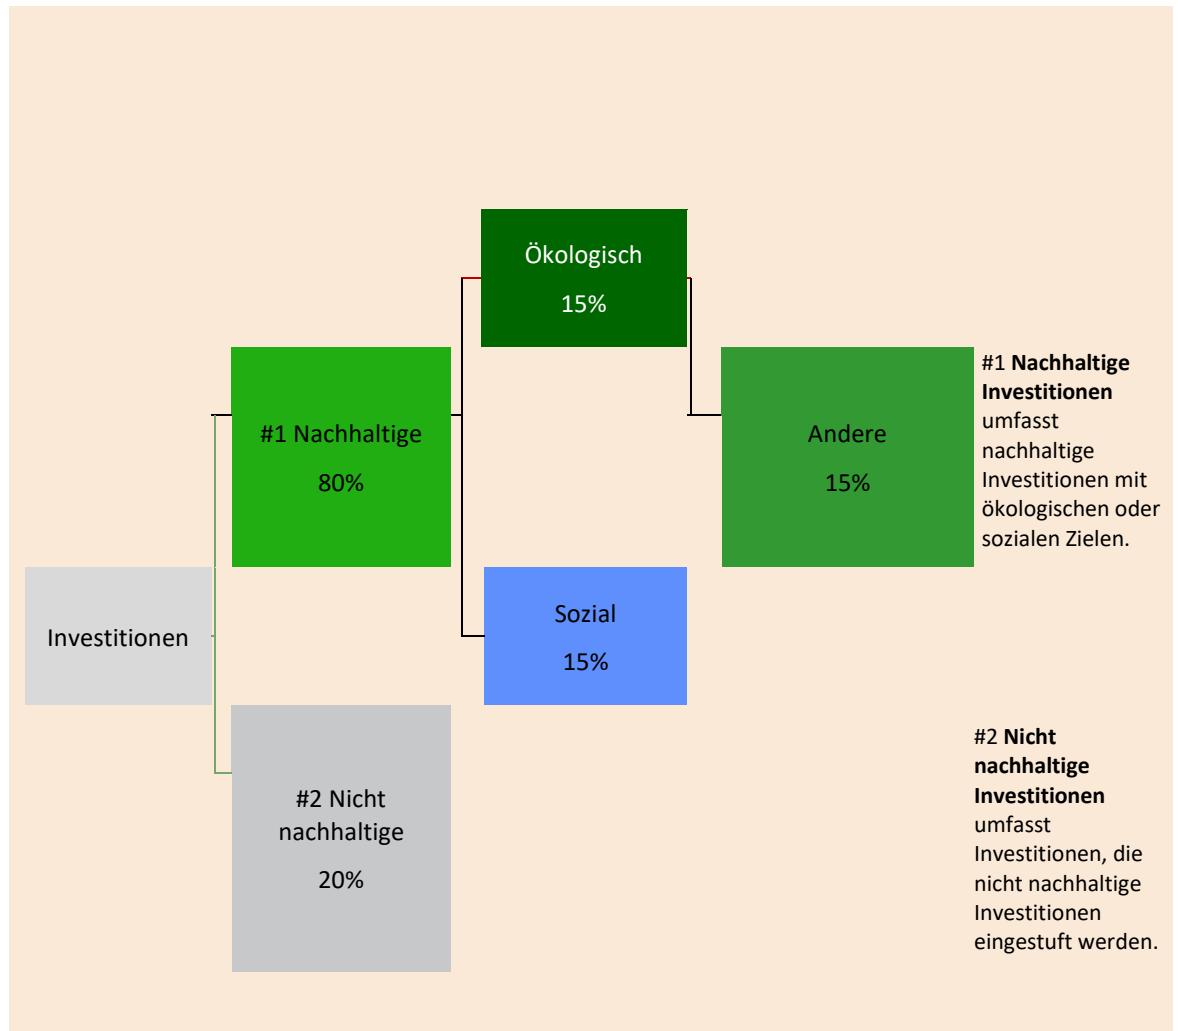 Ökologisch
15%
#1 Nachhaltige
80%
Andere
15%
#1 Nachhaltige
Investitionen
umfasst
nachhaltige
Investitionen mit
ökologischen oder
sozialen Zielen.
Investitionen
Sozial
15%
#2 Nicht
nachhaltige
20%
#2 Nicht
nachhaltige
Investitionen
umfasst
Investitionen, die
nicht nachhaltige
Investitionen
eingestuft werden.